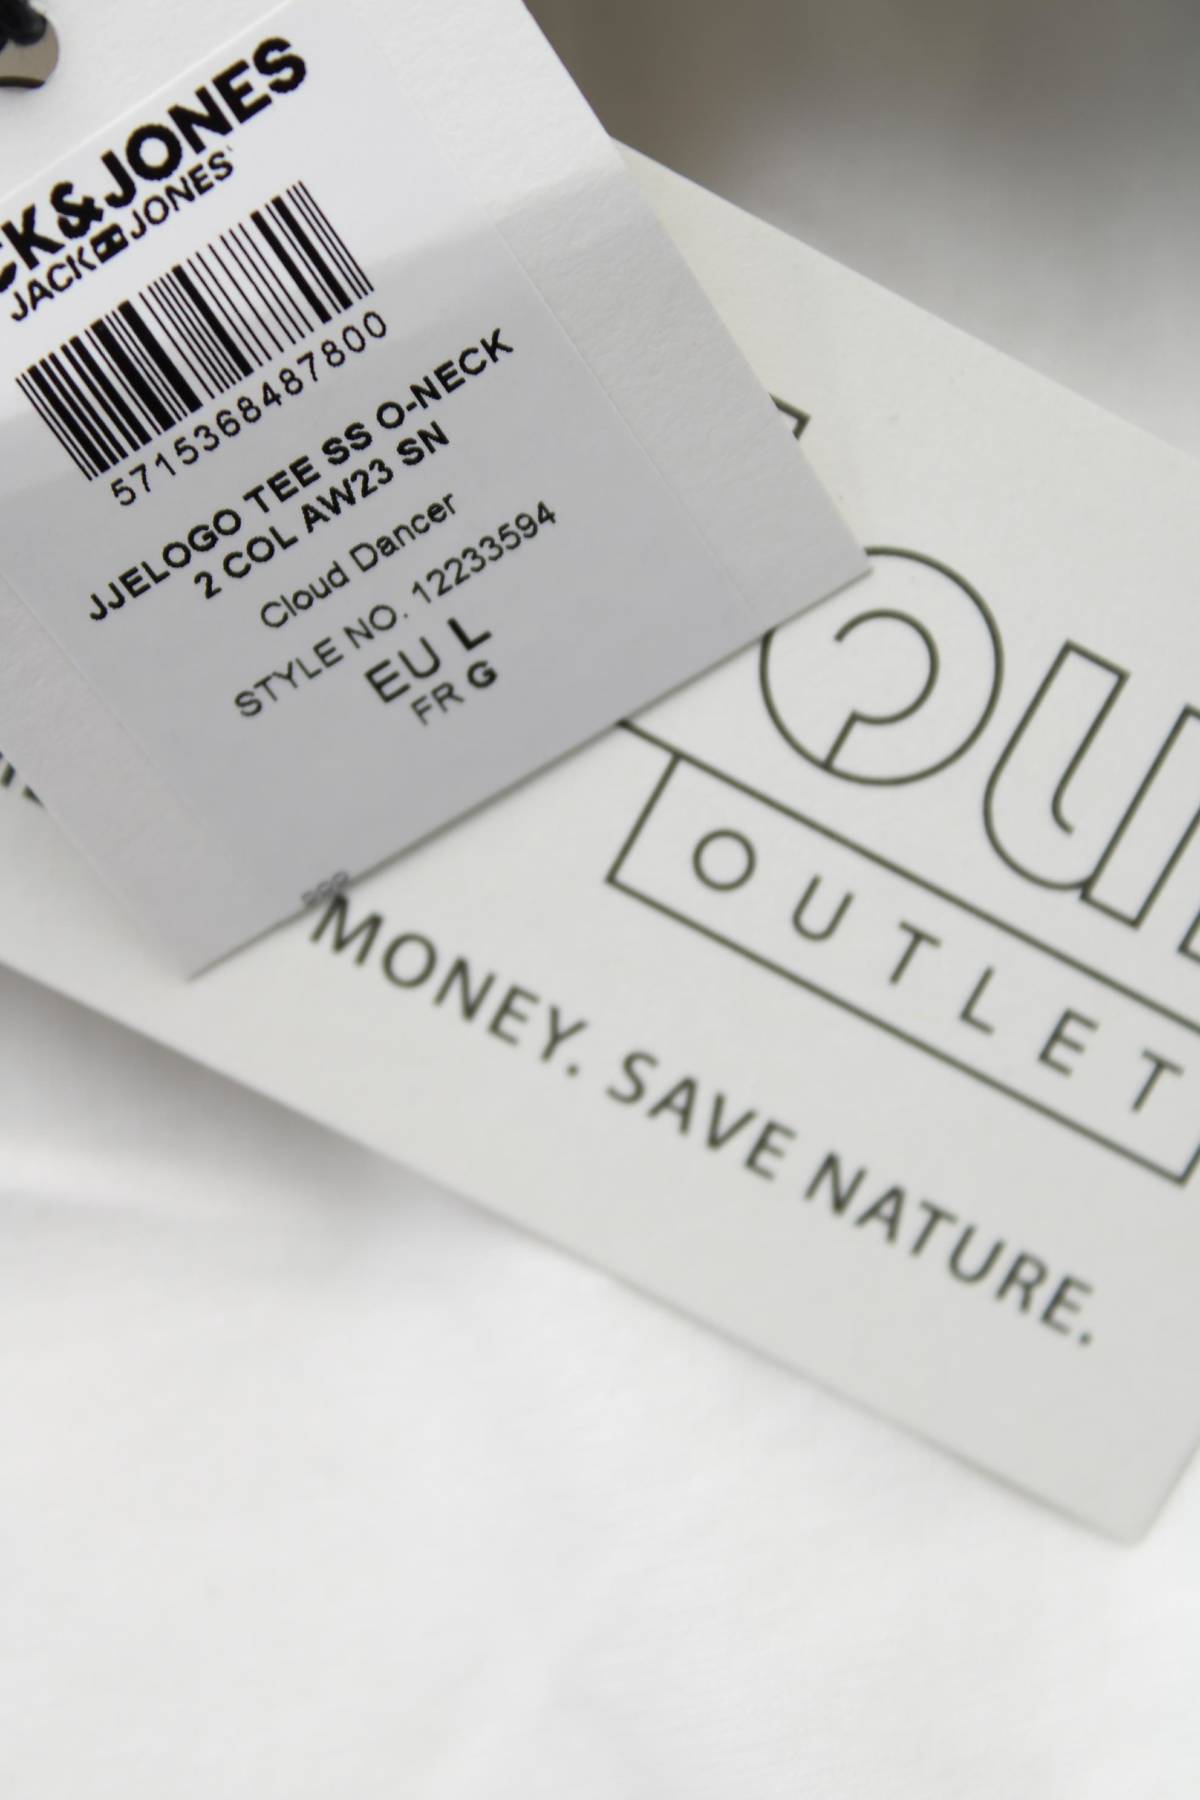 CK&JONES
JACK JONES
5715368487800
JJELOGO TEE SS O-NECK
2 COL AW23 SN
Cloud Dancer
STYLE NO. 12233594
EU L
FR G
OUTLET
MONEY. SAVE NATURE.